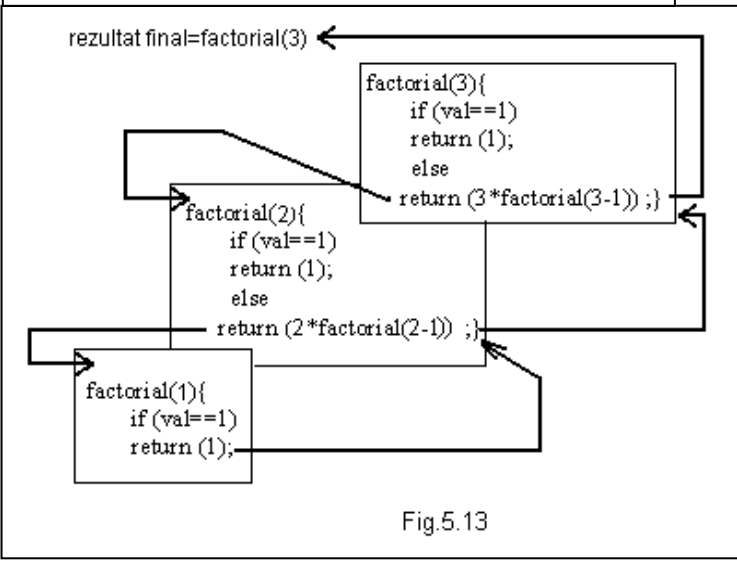 rezultat final=factorial(3)
factorial(3){
if (val==1)
return (1);
else
return (3*factorial(3-1)) ;}
factorial(2){
if (val==1)
return (1);
else
return (2*factorial(2-1)) ;}
factorial(1){
if (val==1)
return (1);
Fig.5.13